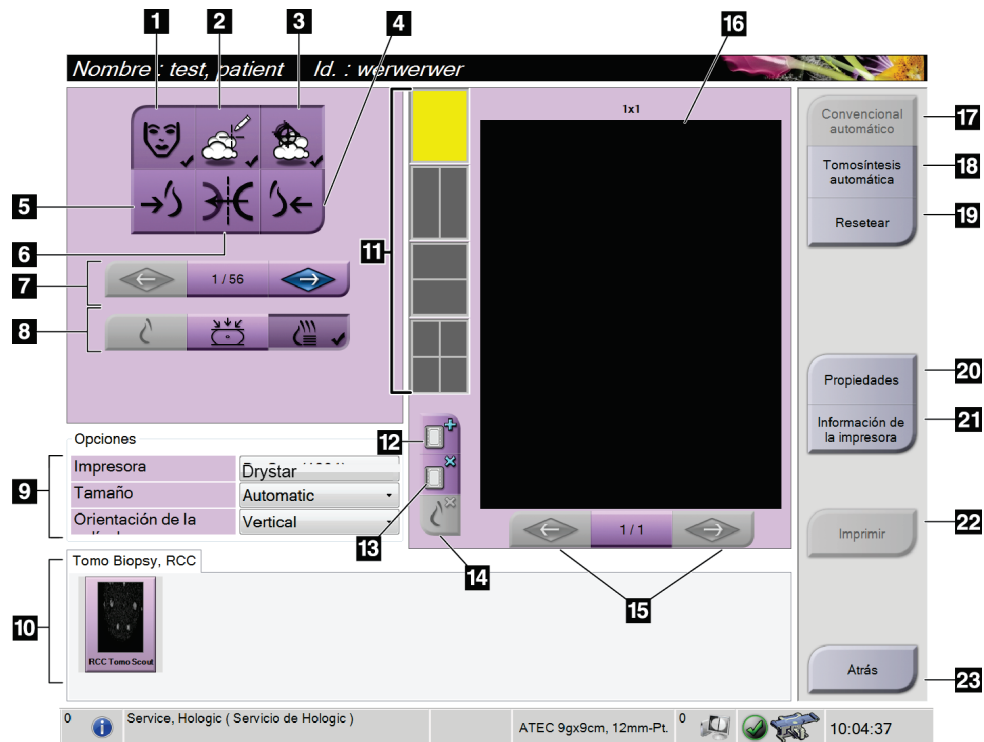 1
2
3
4
16
Nombre : test, patient Id. : werwerwer
5
6
7
8
11
1x1
Convencional
automático
17
Tomosíntesis
automática
18
Resetear
19
1 / 56
Propiedades
20
Información de
la impresora
21
Opciones
9
Impresora
Drystar
Tamaño
Automatic
Orientación de la
Vertical
12
13
14
1 / 1
15
Imprimir
22
Tomo Biopsy, RCC
10
RCC Tomo Scout
Atrás
23
0
Service, Hologic ( Servicio de Hologic )
ATEC 9gx9cm, 12mm-Pt.
0
10:04:37